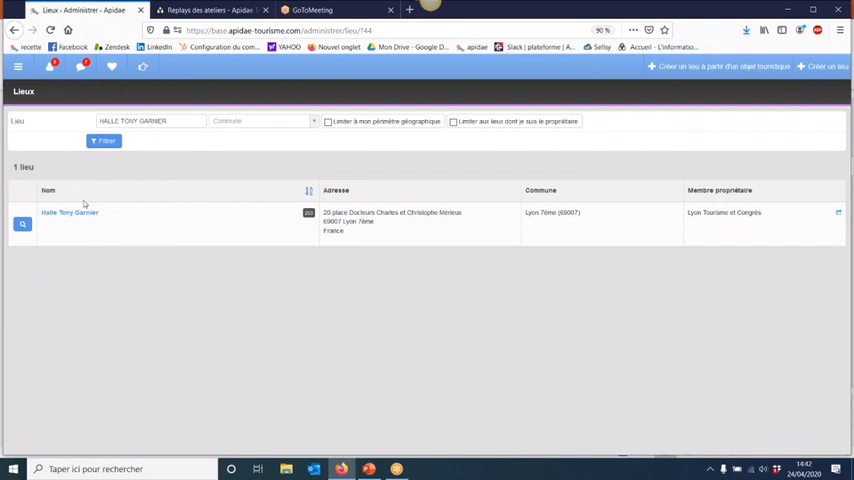 Lieux ‹ Administrer ‹ Apidae
Replays des ateliers - Apidae T
GoToMeeting
https://base.apidae-tourisme.com/administrer/lieu/?44
90 %
recette
Facebook
Zendesk
LinkedIn
Configuration du com...
YAHOO
Nouvel onglet
Mon Drive - Google D...
apidae
Slack | plateforme | A...
Sellsy
Accueil - L'informatio...
Créer un lieu à partir d'un objet touristique
Créer un lieu
Lieux
Lieu
HALLE TONY GARNIER
Commune
Limiter à mon périmètre géographique
Limiter aux lieux dont je suis le propriétaire
Filtrer
1 lieu
Nom
Adresse
Commune
Membre propriétaire
Halle Tony Garnier
20 place Docteurs Charles et Christophe Mérieux
69007 Lyon 7ème
France
Lyon 7ème (69007)
Lyon Tourisme et Congrès
Taper ici pour rechercher
14:42
24/04/2020